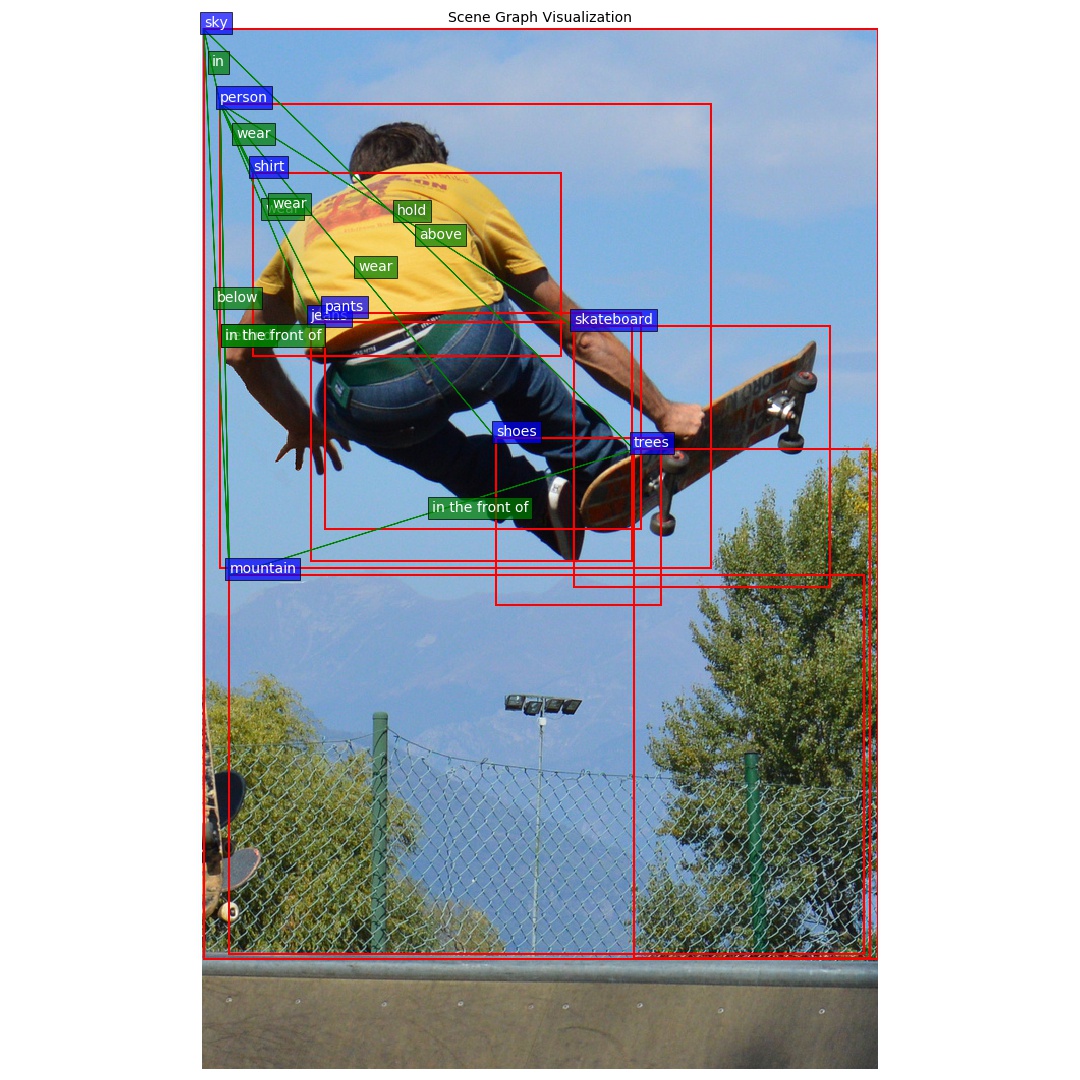 Scene Graph Visualization
sky
in
person
wear
shirt
wear
hold
above
wear
below
pants
jeans
skateboard
in the front of
shoes
trees
in the front of
mountain